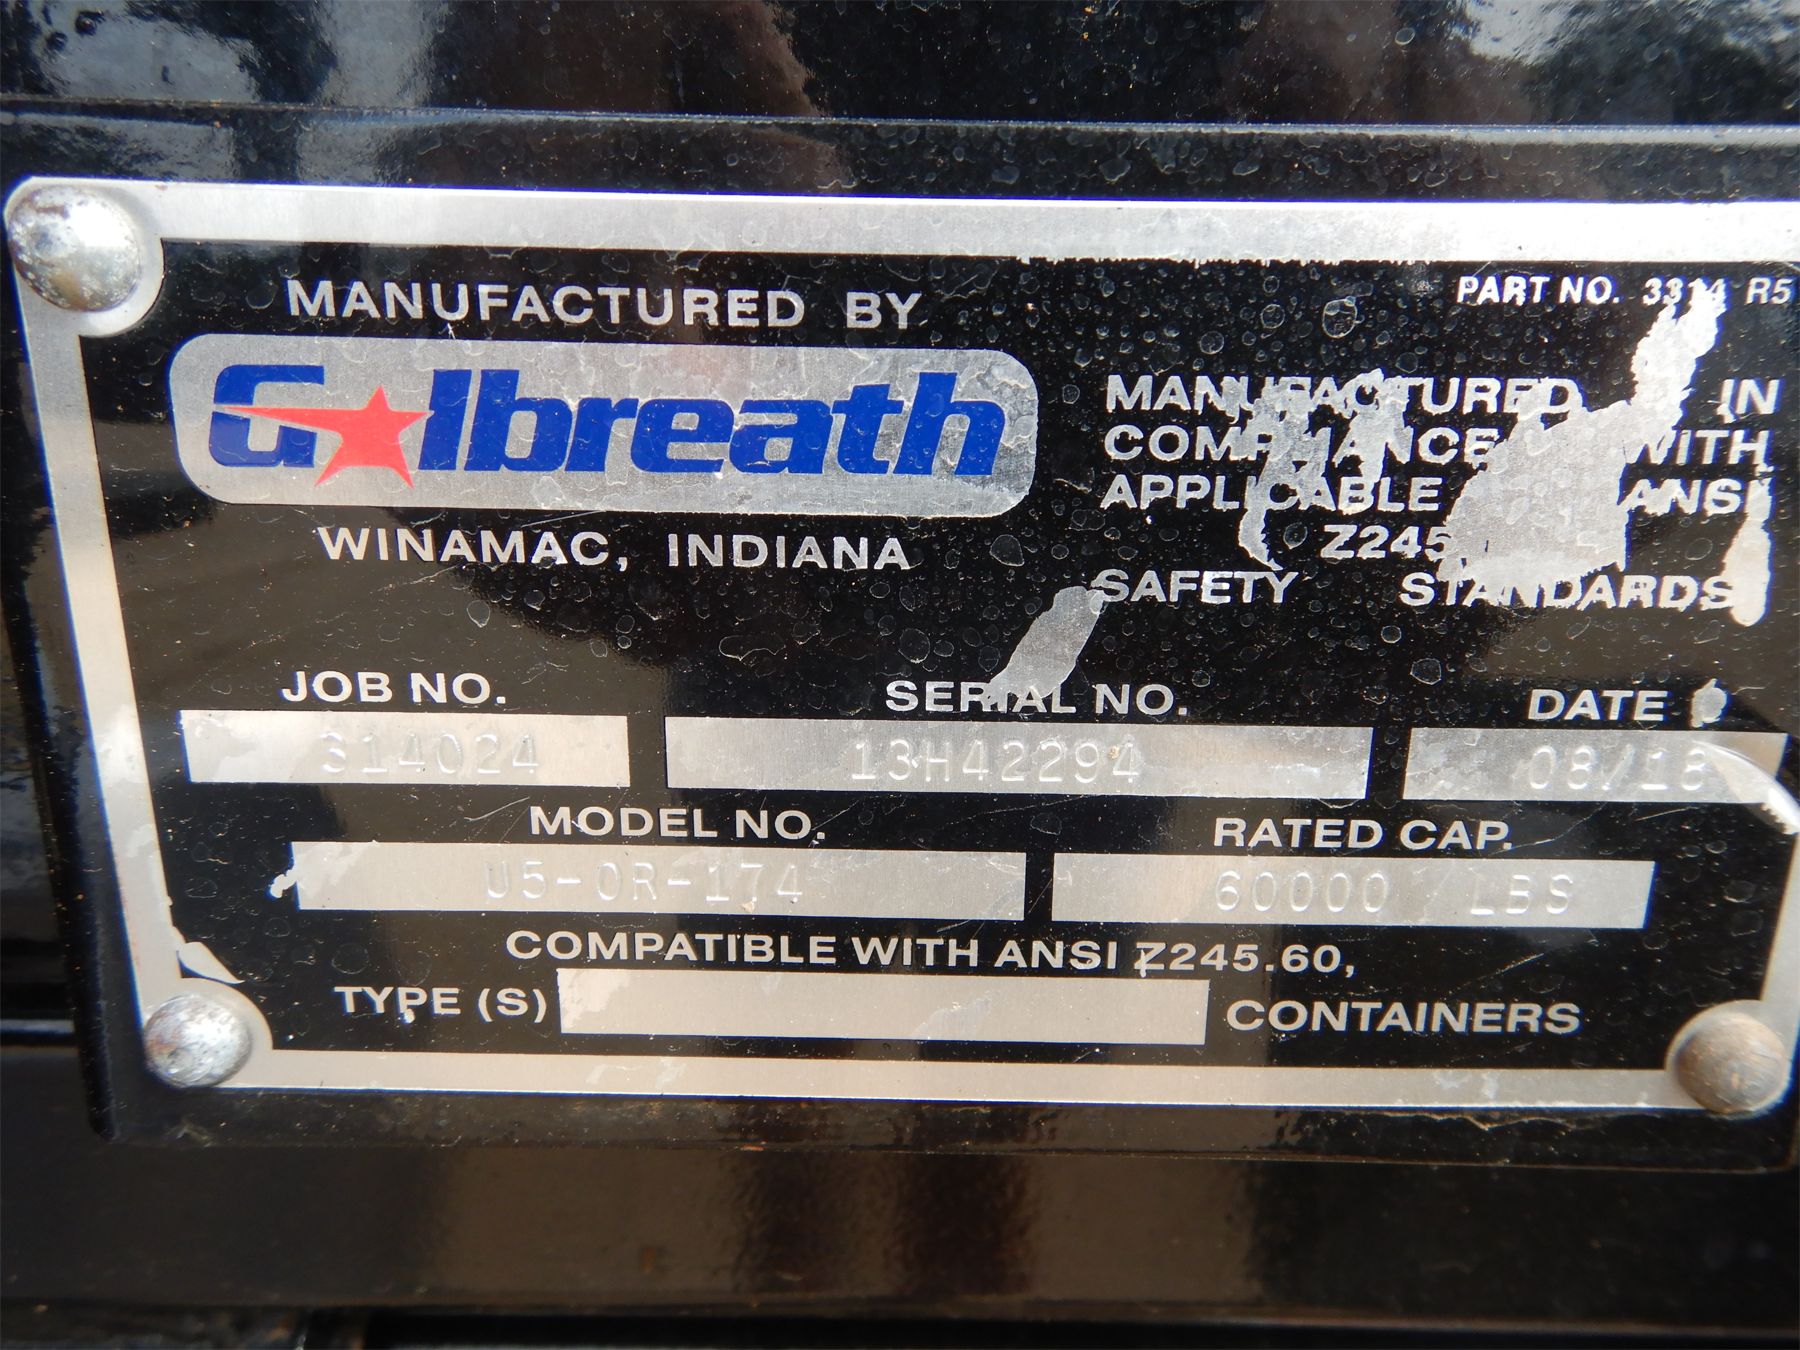 MANUFACTURED BY
Galbreath
WINAMAC, INDIANA
PART NO. 3314 R5
MANUFACTURED IN
COMPLIANCE WITH
APPLICABLE ANSI
Z245.
SAFETY STANDARDS
JOB NO. SERIAL NO. DATE
314024 13H42294 08/18
MODEL NO. RATED CAP.
U5-OR-174 60000 LBS
COMPATIBLE WITH ANSI Z245.60,
TYPE (S) CONTAINERS